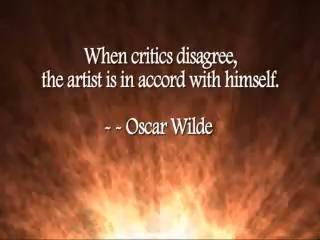 When critics disagree,
the artist is in accord with himself.
- - Oscar Wilde